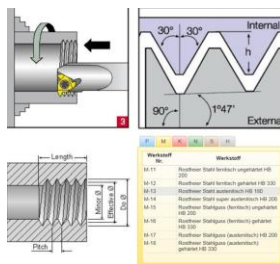 3
Internal
30° 30°
h
90°
1°47'
External
Length
Minor Ø
Effective Ø
Do Ø
Pitch
P M K N S H
Werkstoff Nr. Werkstoff
M-11 Rostfreier Stahl ferritisch ungehärtet HB 200
M-12 Rostfreier Stahl ferritisch gehärtet HB 330
M-13 Rostfreier Stahl austenitisch HB 180
M-14 Rostfreier Stahl super austenitisch HB 200
M-15 Rostfreier Stahlguss (ferritisch) ungehärtet HB 200
M-16 Rostfreier Stahlguss (ferritisch) gehärtet HB 330
M-17 Rostfreier Stahlguss (austenitisch) HB 200
M-18 Rostfreier Stahlguss (austenitisch) gehärtet HB 330